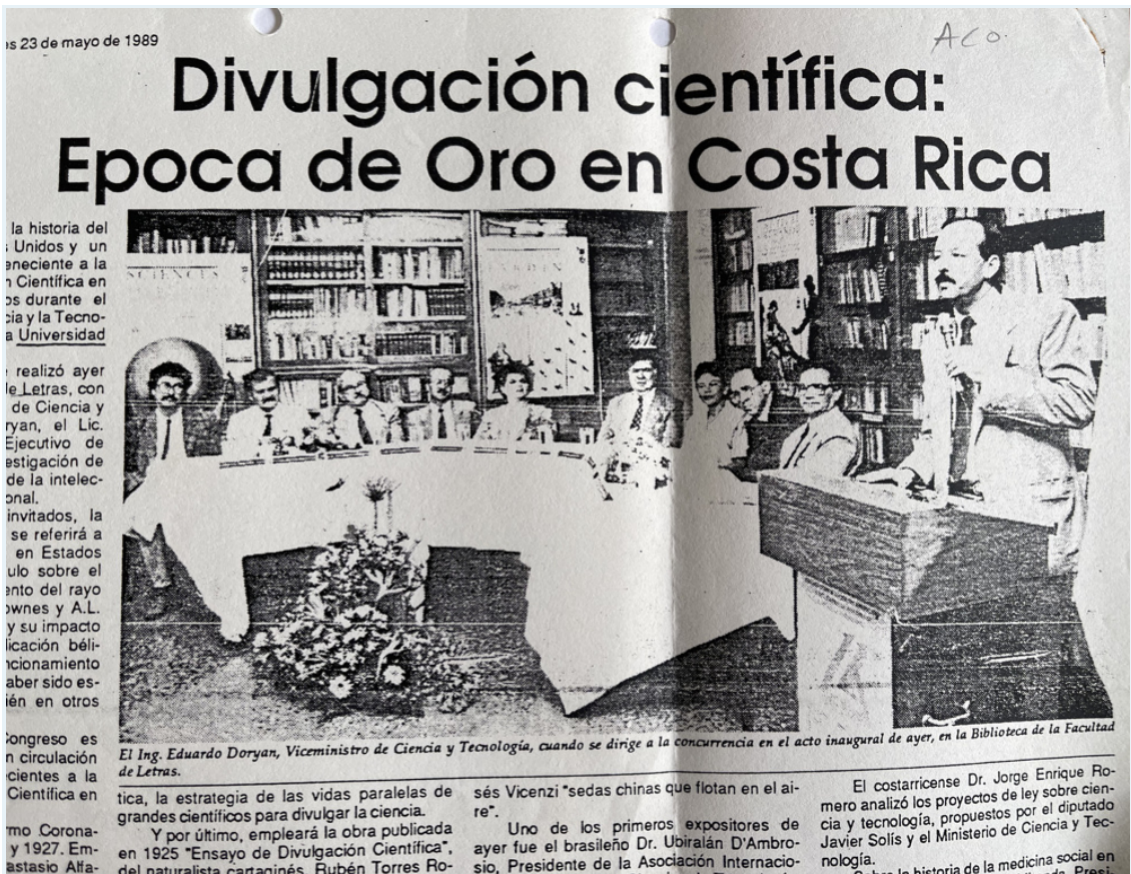 es 23 de mayo de 1989
ACO.
Divulgación científica:
Epoca de Oro en Costa Rica
la historia del
Unidos y un
eneciente a la
n Científica en
os durante el
cia y la Tecno-
a Universidad
realizó ayer
de Letras, con
de Ciencia y
ryan, el Lic.
Ejecutivo de
estigación de
de la intelec-
onal.
invitados, la
se referirá a
en Estados
ulo sobre el
ento del rayo
ownes y A.L.
y su impacto
licación béli-
ncionamiento
aber sido es-
ién en otros
Congreso es
n circulación
ecientes a la
Científica en
rmo Corona-
y 1927. Em-
astasio Alfa-
SCIENCES
El Ing. Eduardo Doryan, Viceministro de Ciencia y Tecnología, cuando se dirige a la concurrencia en el acto inaugural de ayer, en la Biblioteca de la Facultad
de Letras.
tica, la estrategia de las vidas paralelas de
grandes científicos para divulgar la ciencia.
Y por último, empleará la obra publicada
en 1925 "Ensayo de Divulgación Científica",
del naturalista cartaginés, Rubén Torres Ro-
sés Vicenzi "sedas chinas que flotan en el ai-
re".
Uno de los primeros expositores de
ayer fue el brasileño Dr. Ubiralán D'Ambro-
sio, Presidente de la Asociación Internacio-
El costarricense Dr. Jorge Enrique Ro-
mero analizó los proyectos de ley sobre cien-
cia y tecnología, propuestos por el diputado
Javier Solís y el Ministerio de Ciencia y Tec-
nología.
Sobre la historia de la medicina social en